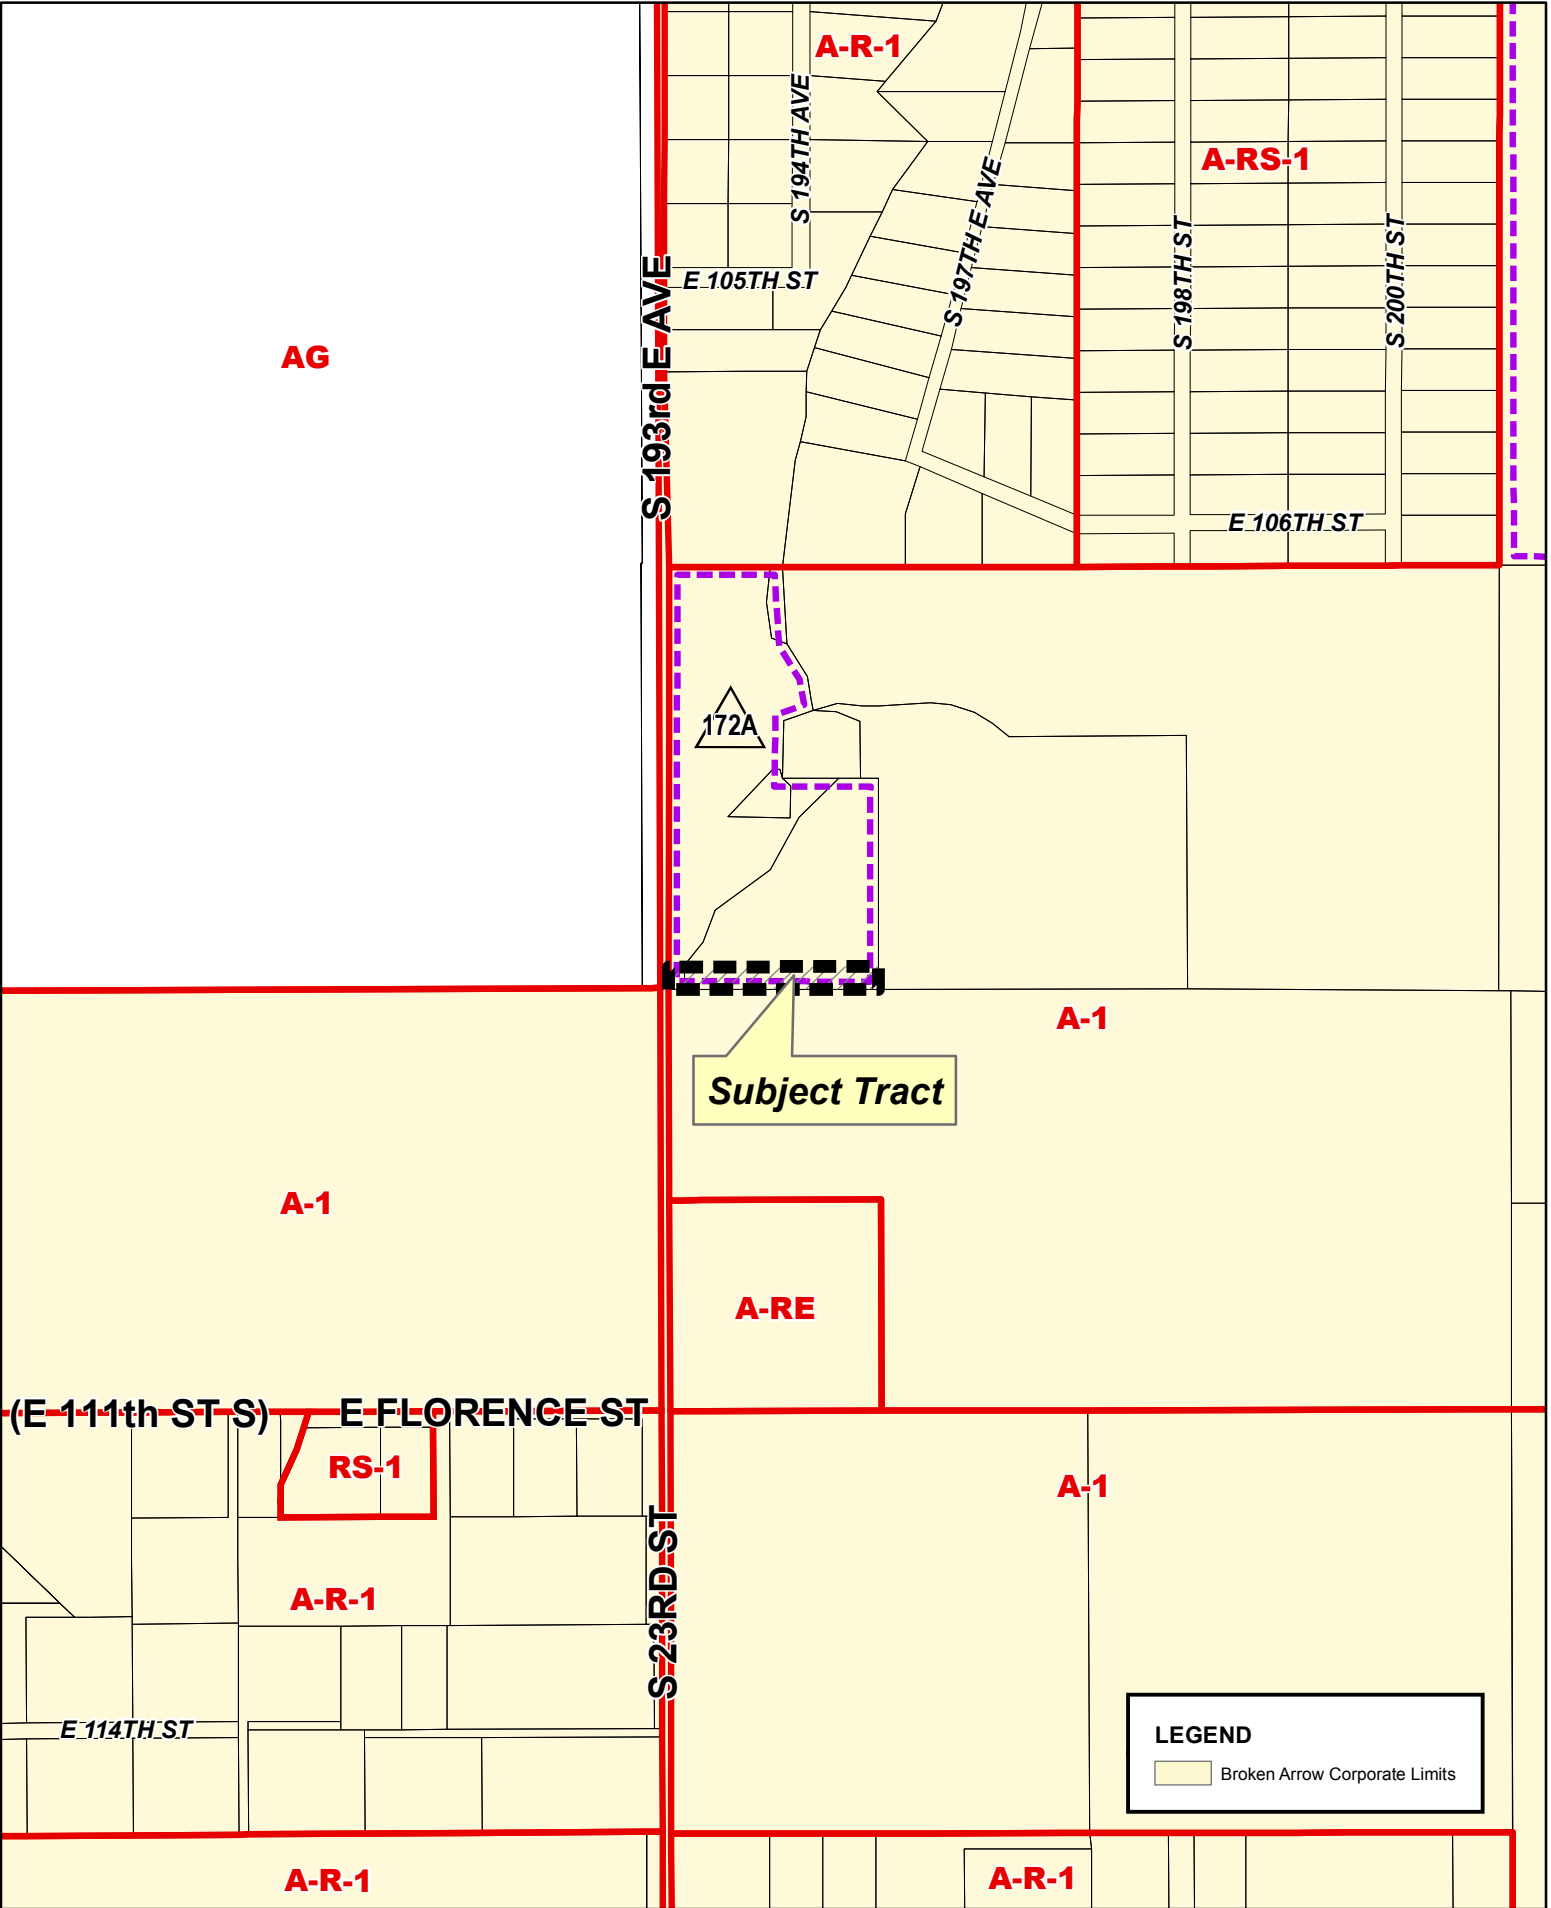 A-R-1
S 194TH AVE
A-RS-1
S 197TH E AVE
S 198TH ST
S 200TH ST
E 105TH ST
S 193rd E AVE
AG
E 106TH ST
172A
A-1
Subject Tract
A-1
A-RE
(E 111th ST S)
E FLORENCE ST
RS-1
A-1
S 23RD ST
A-R-1
E 114TH ST
LEGEND
Broken Arrow Corporate Limits
A-R-1
A-R-1